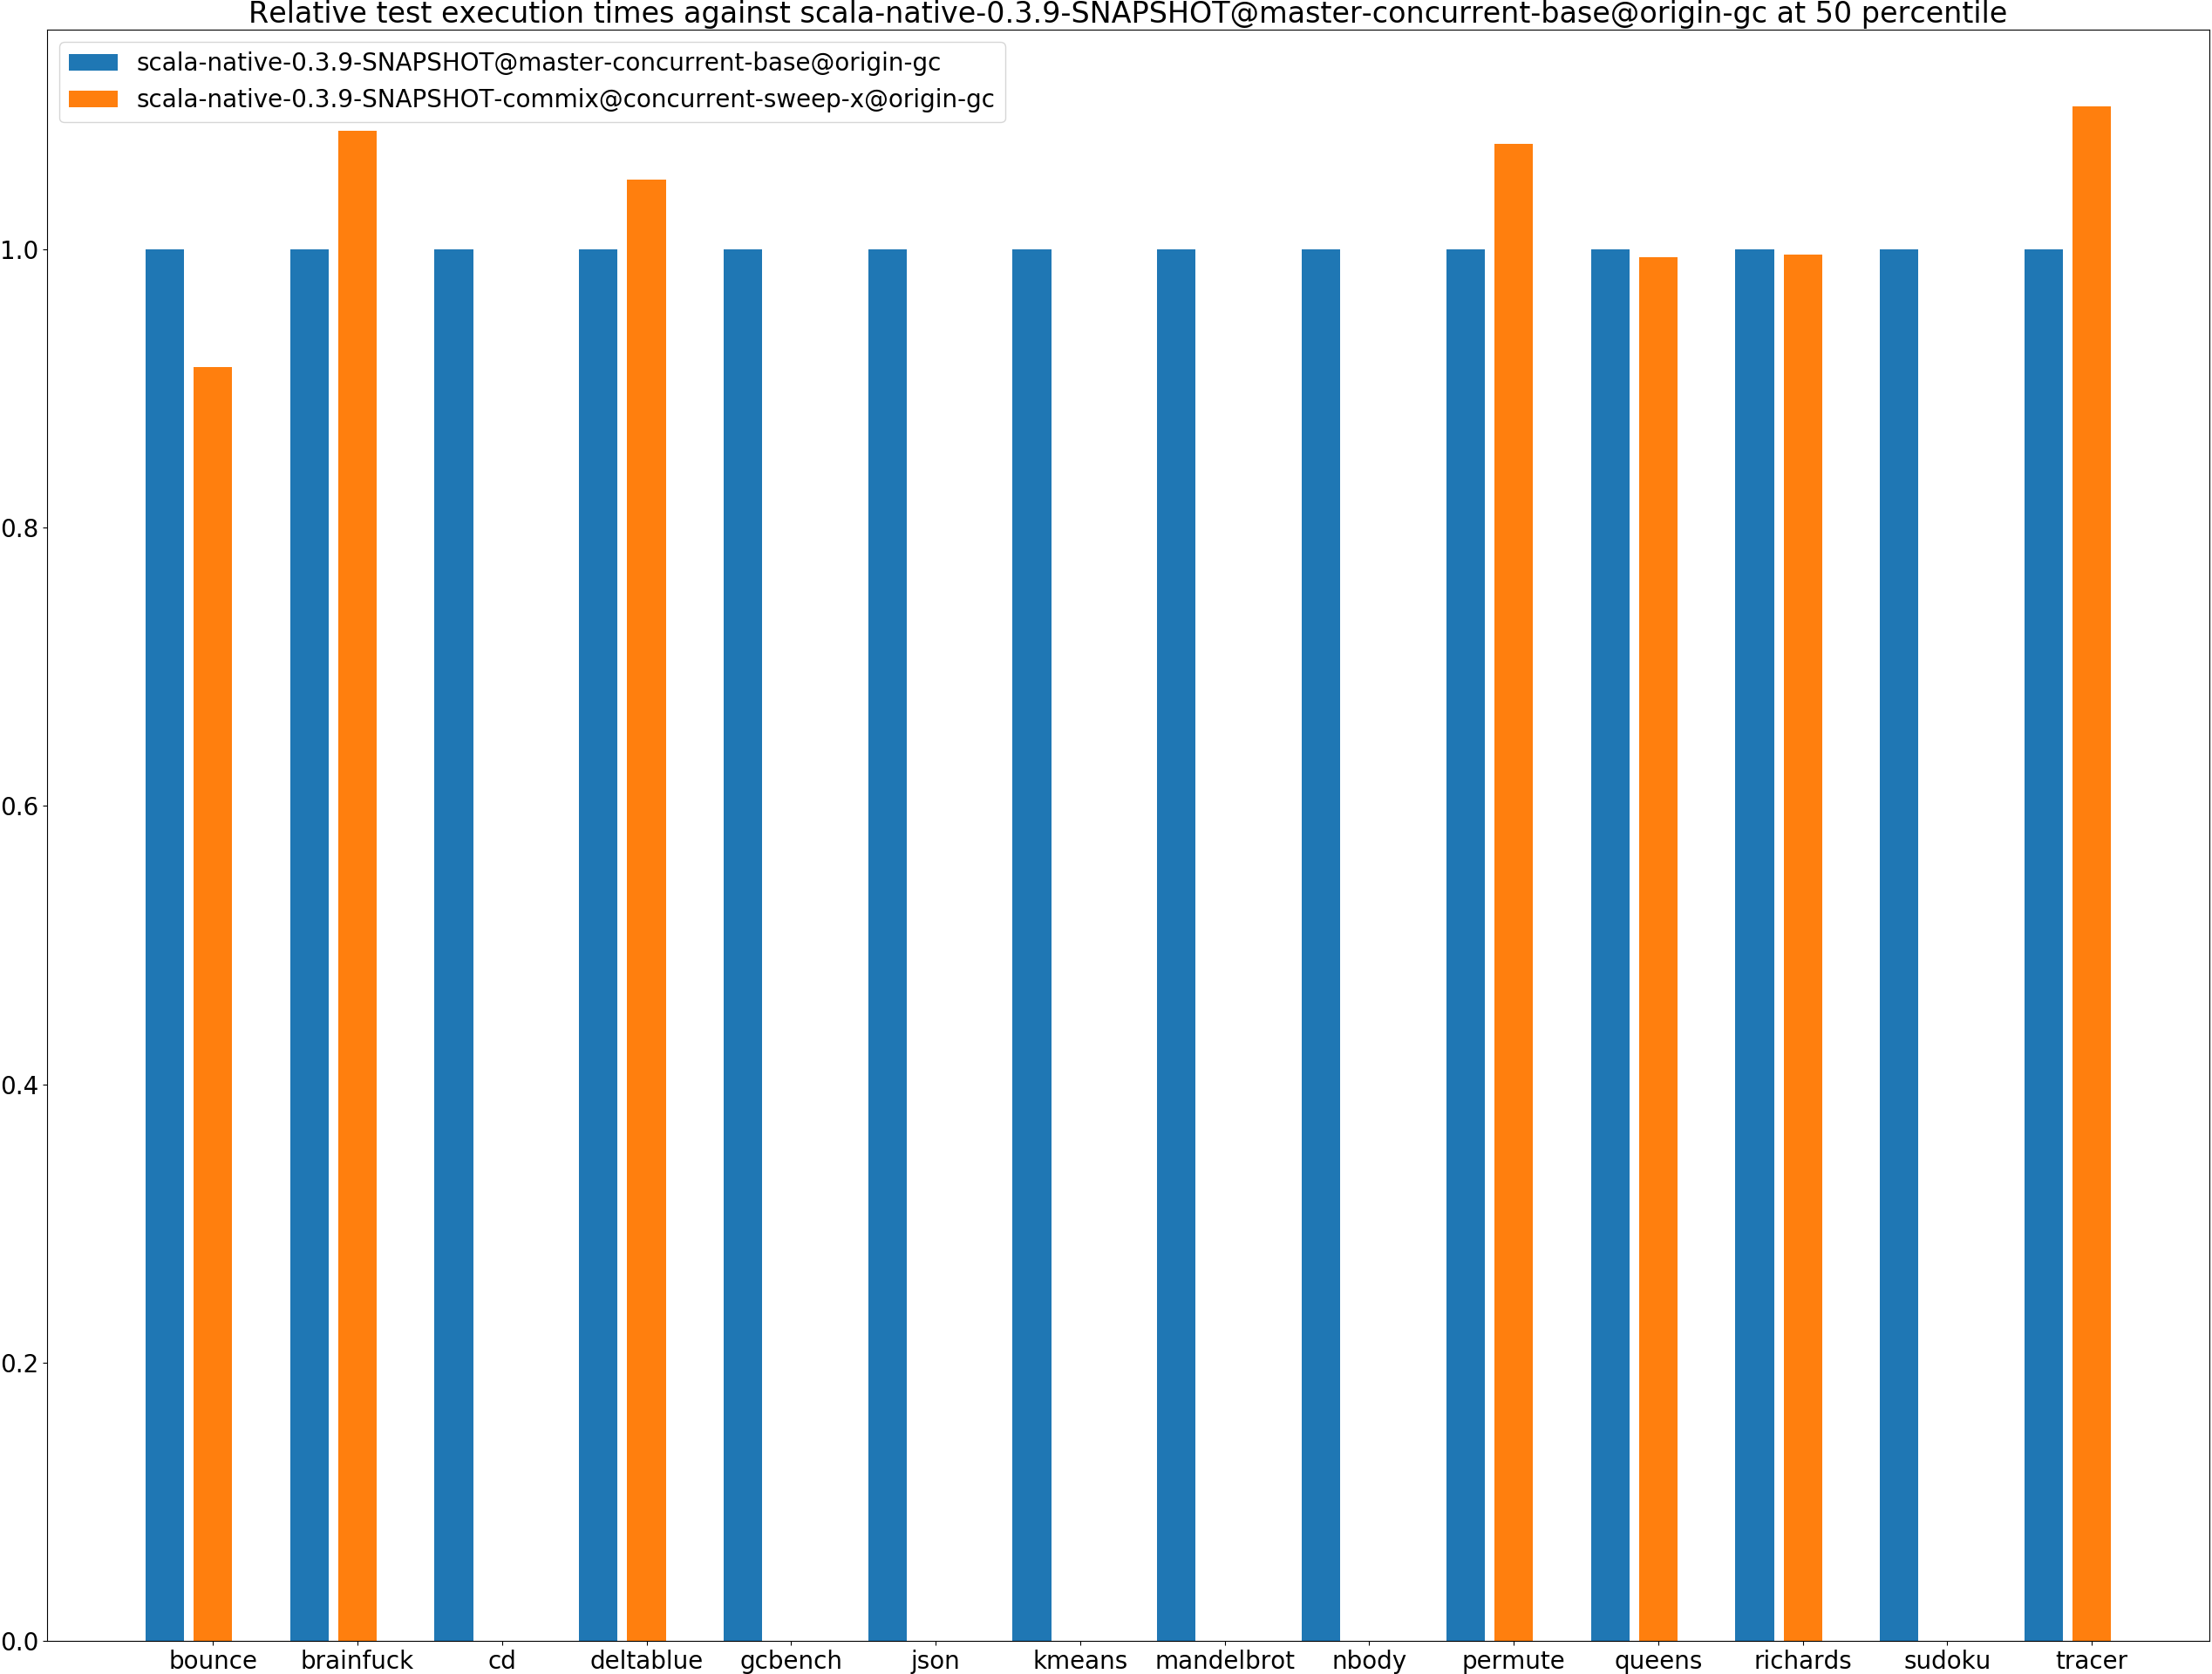 Relative test execution times against scala-native-0.3.9-SNAPSHOT@master-concurrent-base@origin-gc at 50 percentile
scala-native-0.3.9-SNAPSHOT@master-concurrent-base@origin-gc
scala-native-0.3.9-SNAPSHOT-commix@concurrent-sweep-x@origin-gc
1.0
0.8
0.6
0.4
0.2
0.0
bounce brainfuck cd deltablue gcbench json kmeans mandelbrot nbody permute queens richards sudoku tracer